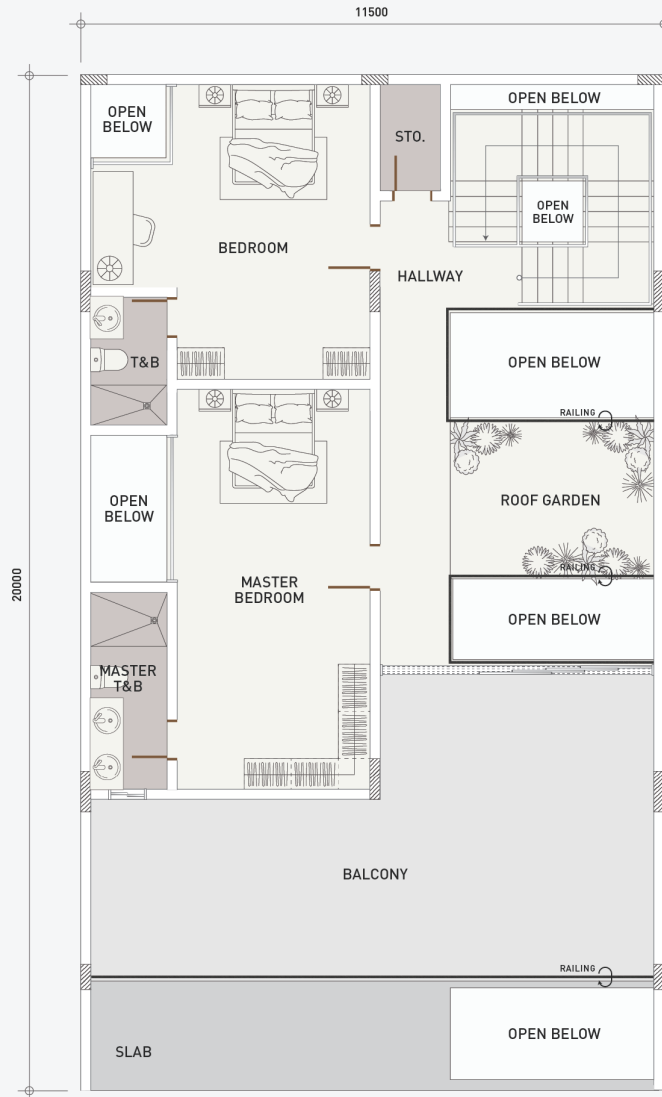 11500
OPEN
BELOW
OPEN BELOW
STO.
OPEN
BELOW
BEDROOM
HALLWAY
T&B
OPEN BELOW
RAILING
OPEN
BELOW
ROOF GARDEN
RAILING
20000
MASTER
BEDROOM
OPEN BELOW
MASTER
T&B
BALCONY
RAILING
SLAB
OPEN BELOW